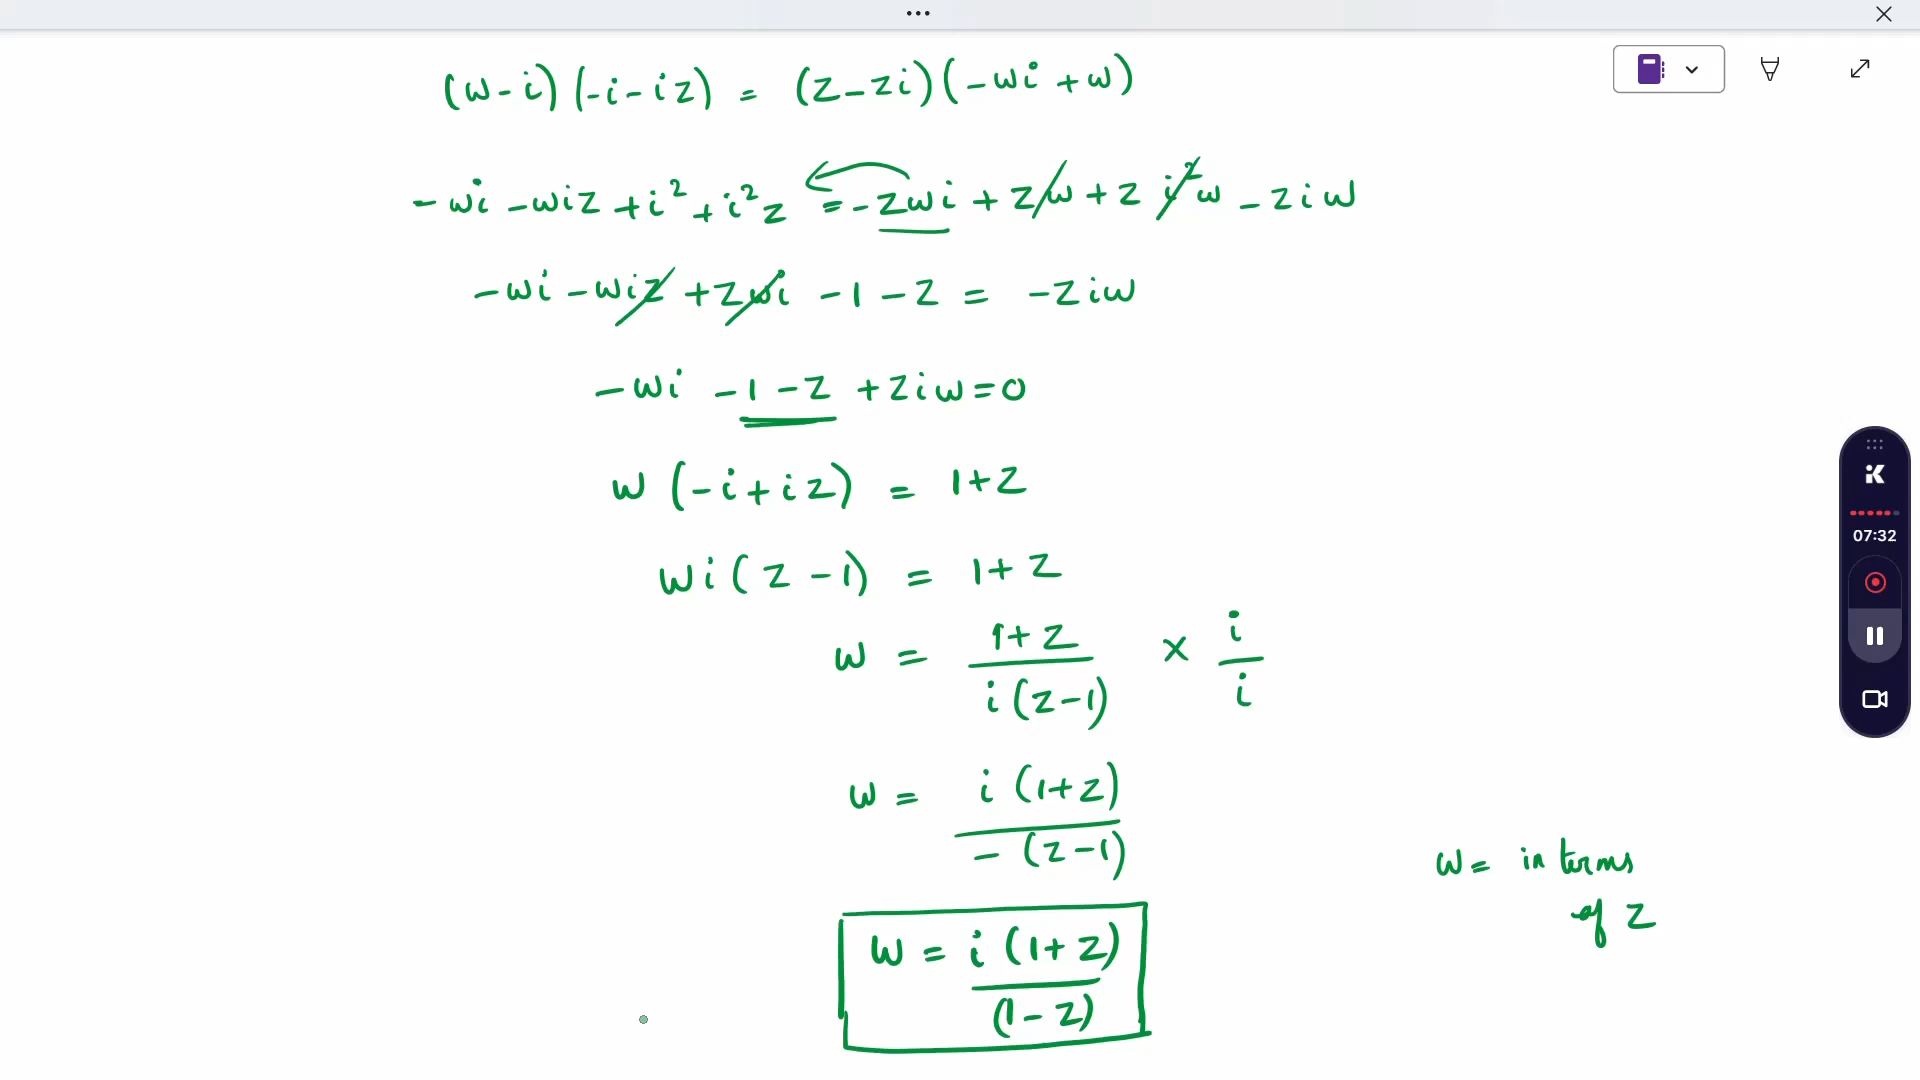 (w-i)(-i-iz) = (z-zi)(-wi+w)
-wi-wiz+i²+i²z = -zwi+zw+zi²w-ziw
-wi-wiz+zwi-1-z = -ziw
-wi-1-z+ziw=0
w(-i+iz) = 1+z
wi(z-1) = 1+z
w = 1+z / i(z-1) × i/i
w = i(1+z) / -(z-1)
w = in terms
of z
w = i(1+z) / (1-z)
07:32